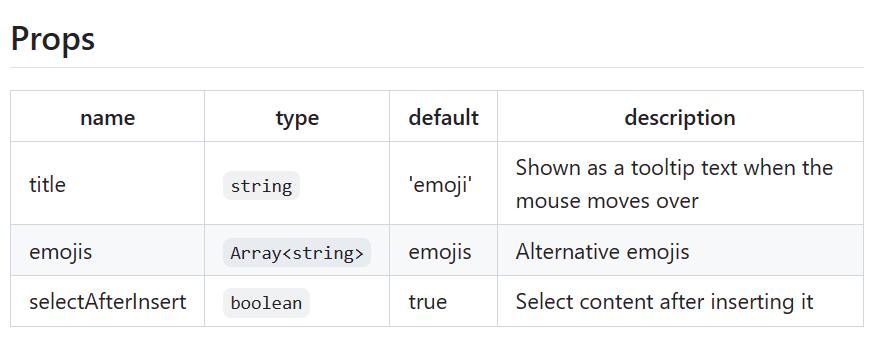 Props
name type default description
title string 'emoji' Shown as a tooltip text when the
mouse moves over
emojis Array<string> emojis Alternative emojis
selectAfterInsert boolean true Select content after inserting it